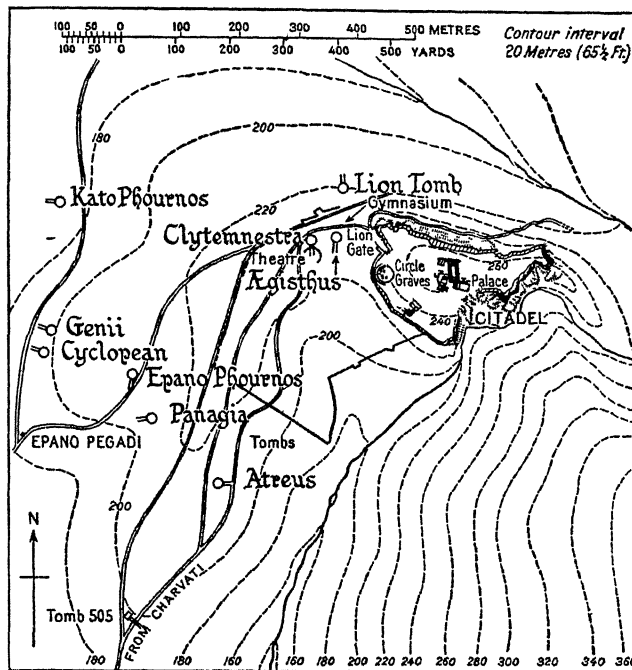 100 50 0 100 200 300 400 500 METRES
100 50 0 100 200 300 400 500 YARDS
Contour interval
20 Metres (65½ Ft.)
180
200
Kato Phournos
Lion Tomb
Gymnasium
220
Clytemnestra
Theatre
Lion
Gate
Ægisthus
Circle
Graves
260
Palace
240
CITADEL
200
Genii
Cyclopean
Epano Phournos
Panagia
EPANO PEGADI
Tombs
Atreus
200
N
Tomb 505
FROM CHARVATI
180
180
160
140
160
180
200
220
240
260
280
300
320
340
360